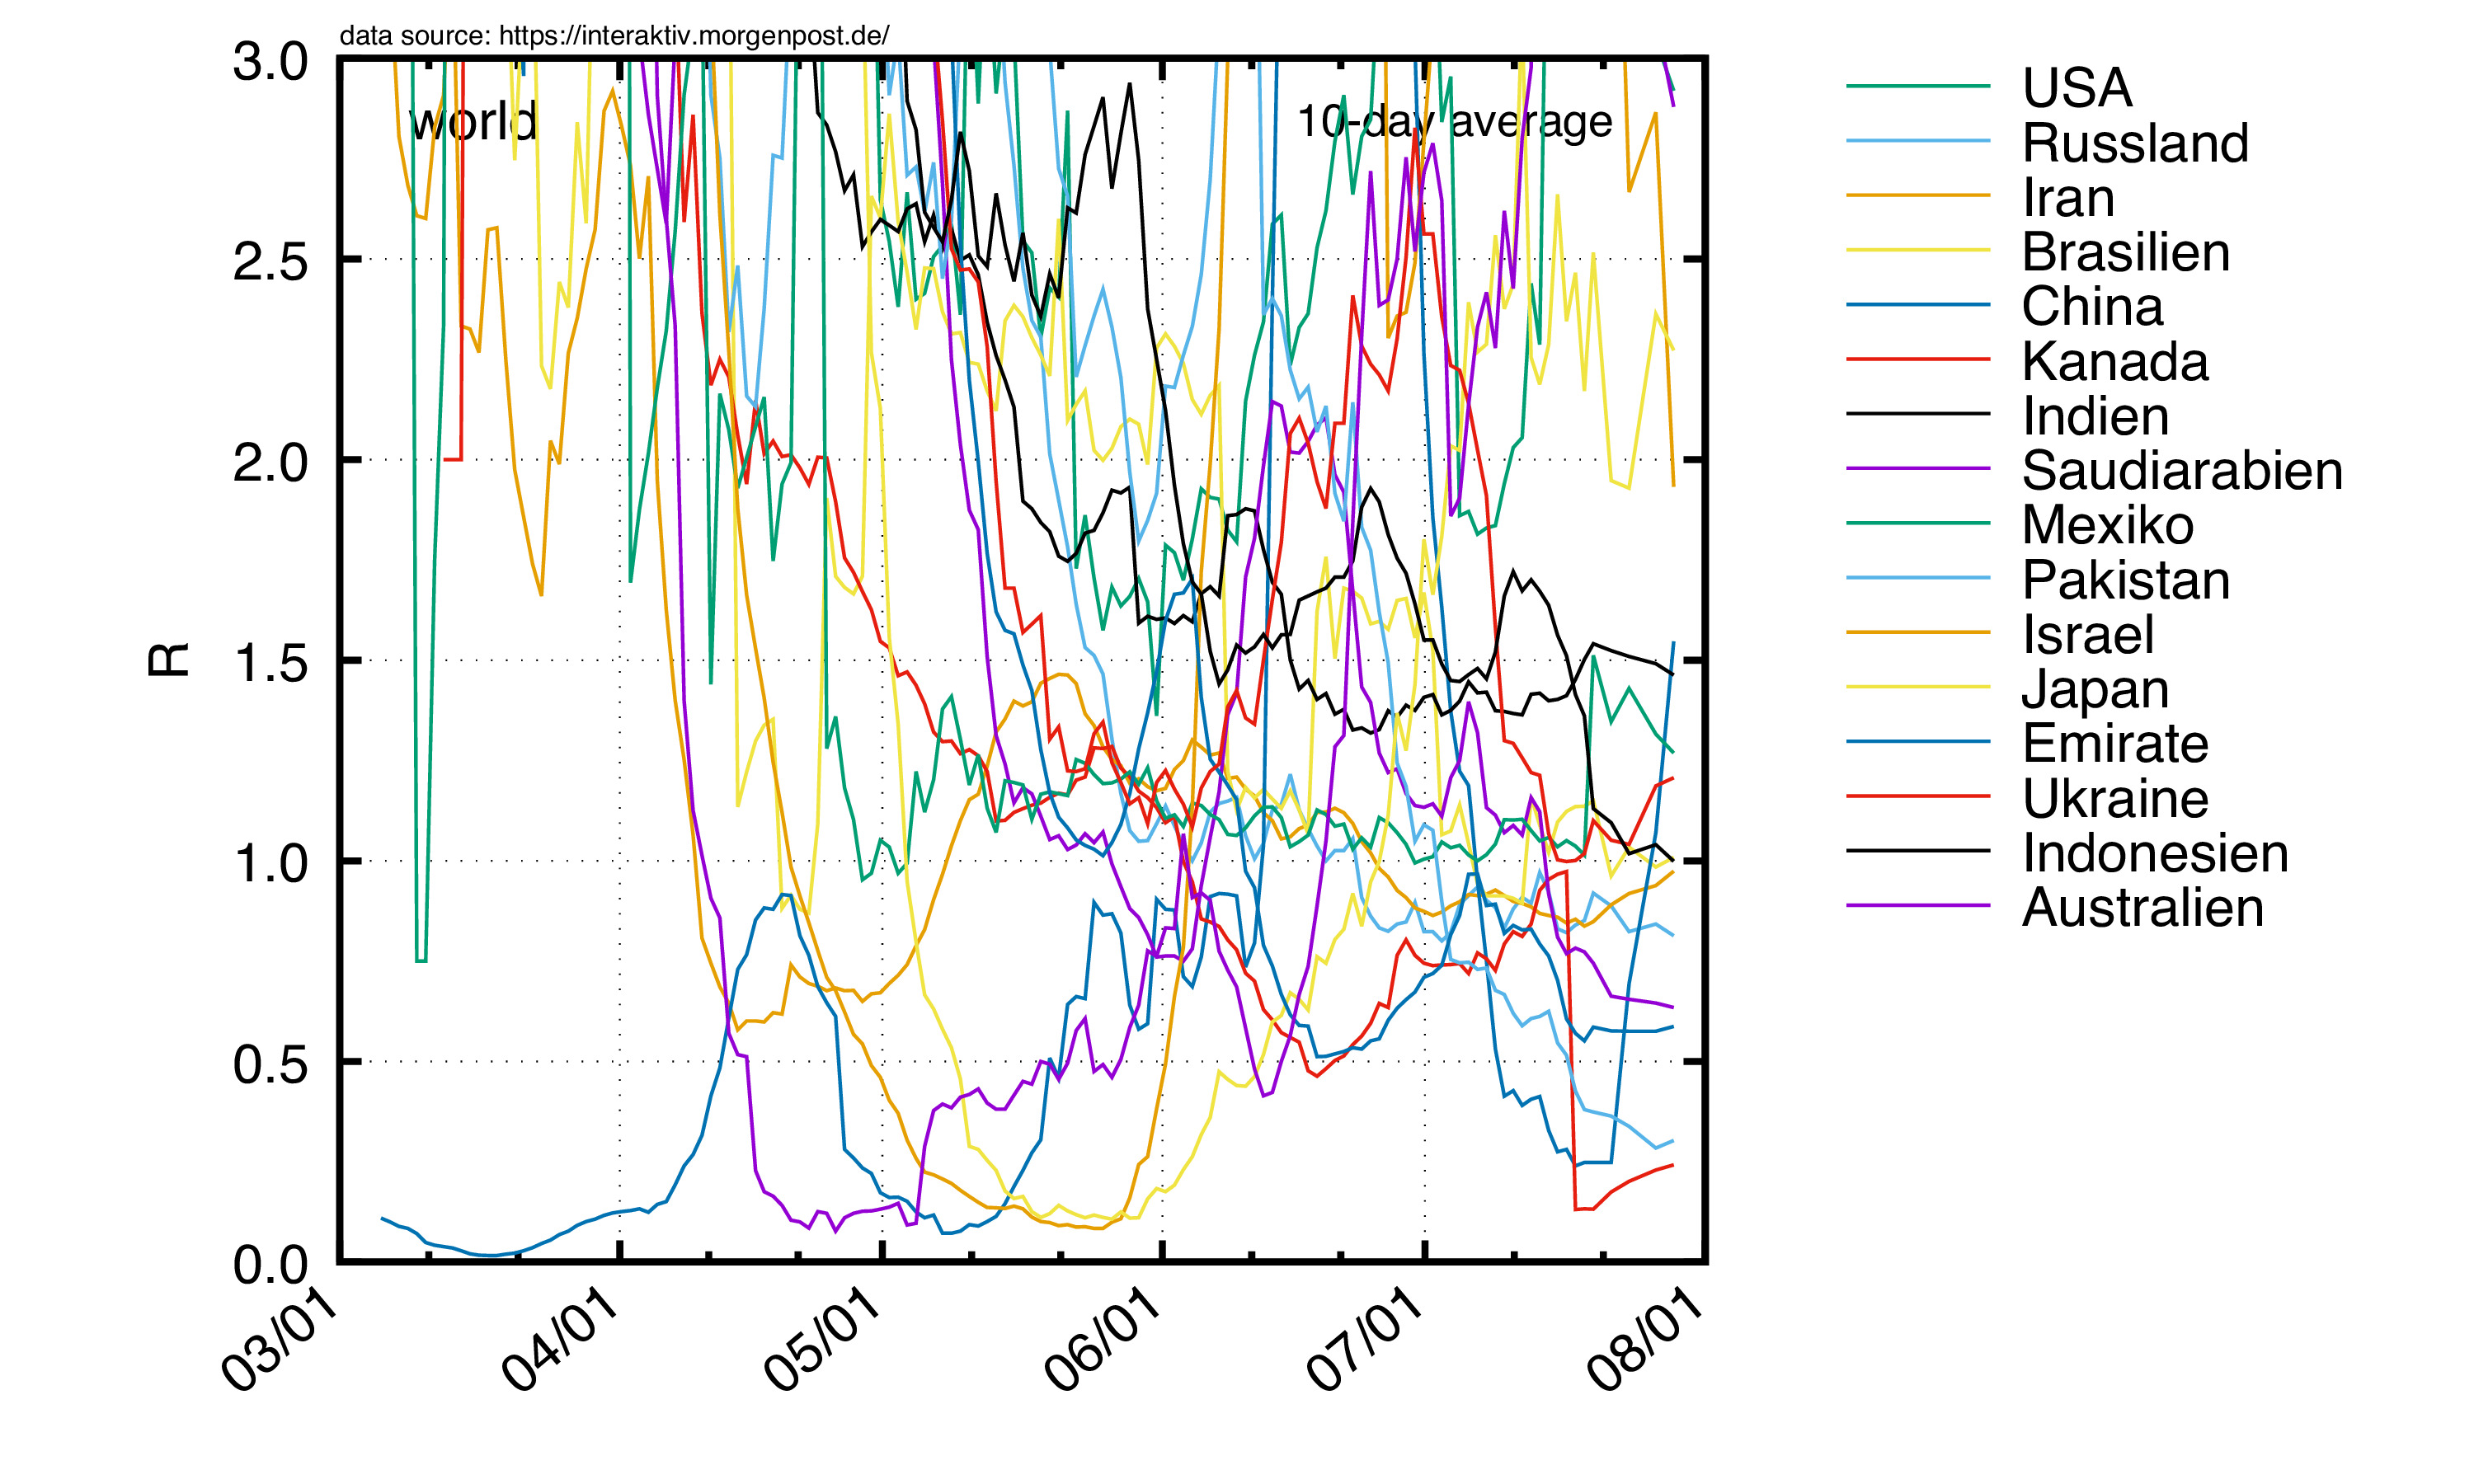 data source: https://interaktiv.morgenpost.de/
world
10-day average
R
3.0
2.5
2.0
1.5
1.0
0.5
0.0
03/01
04/01
05/01
06/01
07/01
08/01
USA
Russland
Iran
Brasilien
China
Kanada
Indien
Saudiarabien
Mexiko
Pakistan
Israel
Japan
Emirate
Ukraine
Indonesien
Australien